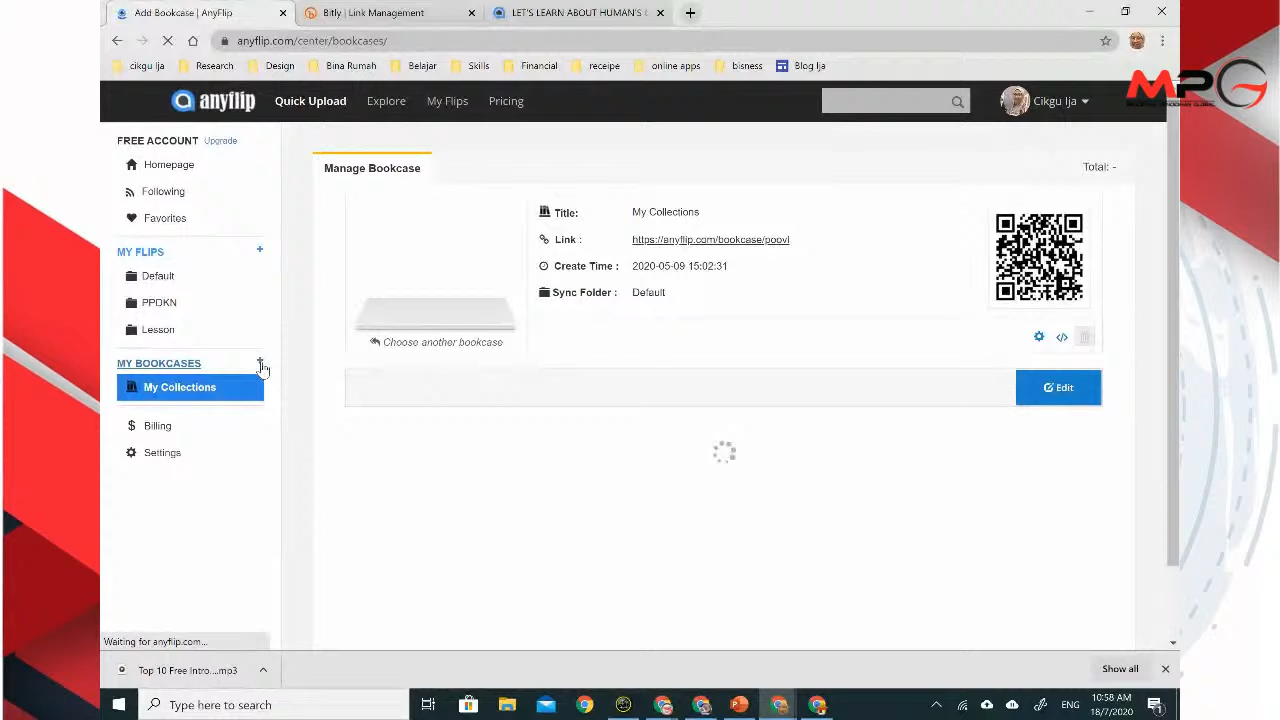 Add Bookcase | AnyFlip
Bitly | Link Management
LET'S LEARN ABOUT HUMAN'S
anyflip.com/center/bookcases/
cikgu Ija
Research
Design
Bina Rumah
Belajar
Skills
Financial
receipe
online apps
bisness
Blog Ija
MPG
anyflip
Quick Upload
Explore
My Flips
Pricing
Cikgu Ija
FREE ACCOUNT Upgrade
Homepage
Following
Favorites
MY FLIPS +
Default
PPDKN
Lesson
MY BOOKCASES
My Collections
Billing
Settings
Manage Bookcase
Total: -
Title: My Collections
Link : https://anyflip.com/bookcase/poovi
Create Time : 2020-05-09 15:02:31
Sync Folder : Default
Choose another bookcase
Edit
Waiting for anyflip.com...
Top 10 Free Intro....mp3
Show all
Type here to search
ENG
10:58 AM
18/7/2020
1